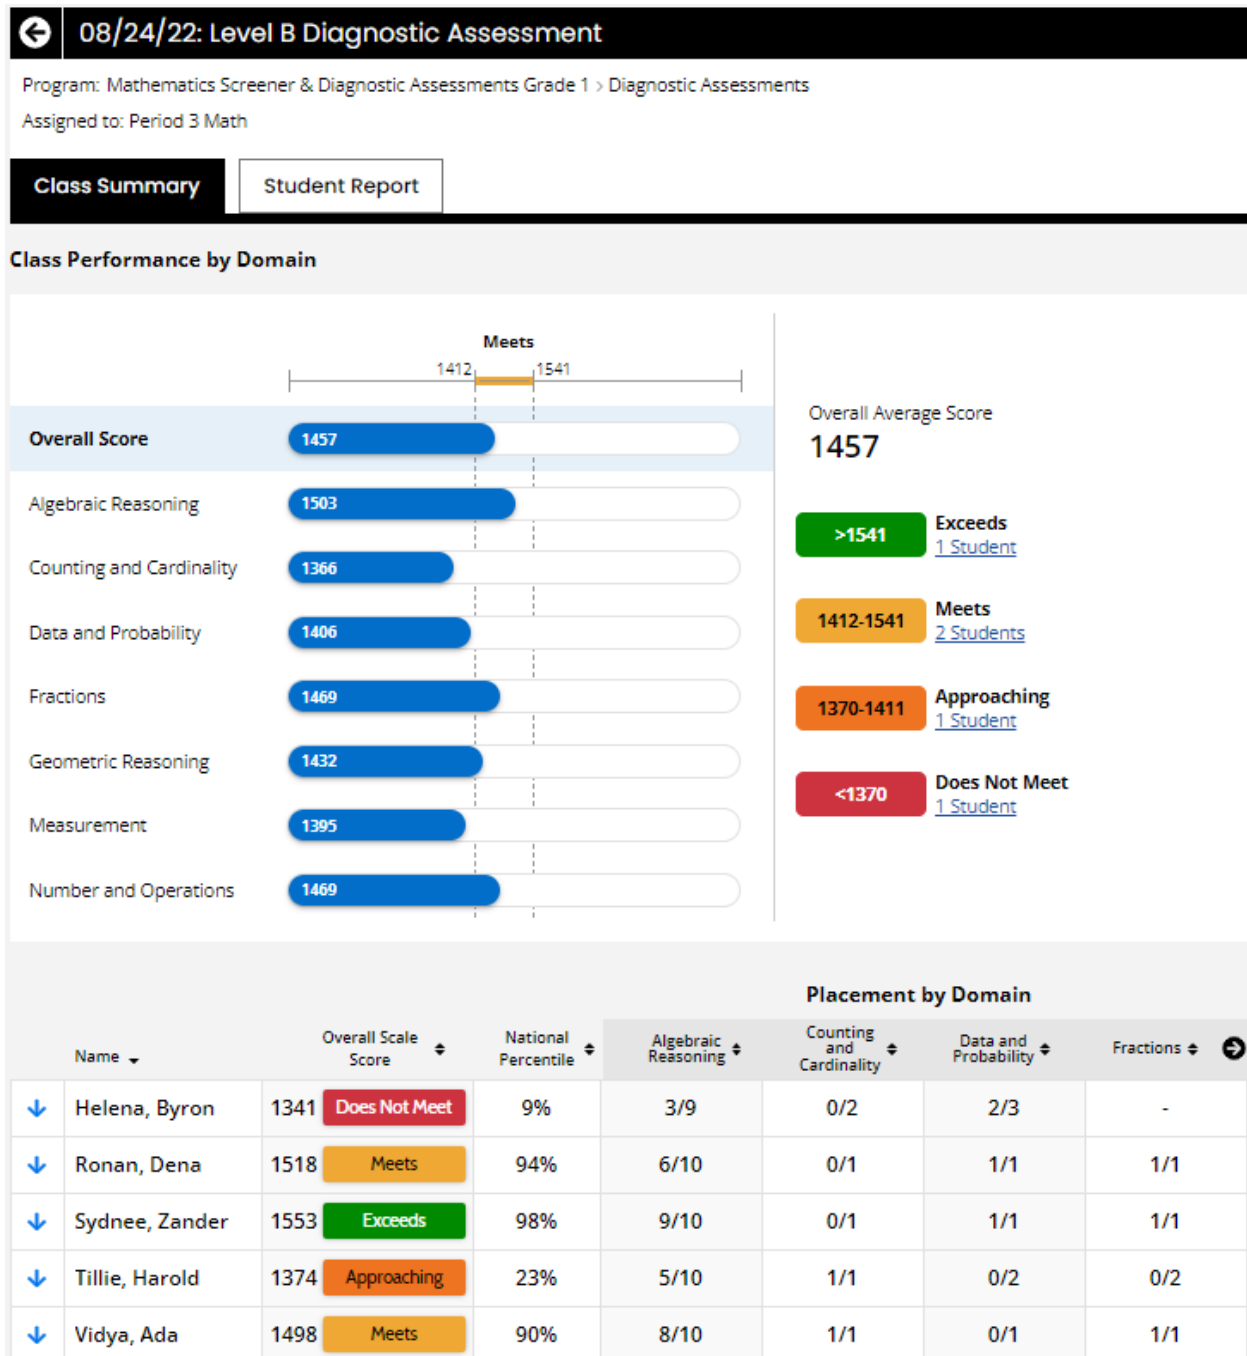 08/24/22: Level B Diagnostic Assessment
Program: Mathematics Screener & Diagnostic Assessments Grade 1 > Diagnostic Assessments
Assigned to: Period 3 Math
Class Summary
Student Report
Class Performance by Domain
Meets
1412 1541
Overall Score 1457
Algebraic Reasoning 1503
Counting and Cardinality 1366
Data and Probability 1406
Fractions 1469
Geometric Reasoning 1432
Measurement 1395
Number and Operations 1469
Overall Average Score
1457
>1541 Exceeds
1 Student
1412-1541 Meets
2 Students
1370-1411 Approaching
1 Student
<1370 Does Not Meet
1 Student
Placement by Domain
Name
Overall Scale
Score
National
Percentile
Algebraic
Reasoning
Counting
and
Cardinality
Data and
Probability
Fractions
Helena, Byron 1341 Does Not Meet 9% 3/9 0/2 2/3 -
Ronan, Dena 1518 Meets 94% 6/10 0/1 1/1 1/1
Sydnee, Zander 1553 Exceeds 98% 9/10 0/1 1/1 1/1
Tillie, Harold 1374 Approaching 23% 5/10 1/1 0/2 0/2
Vidya, Ada 1498 Meets 90% 8/10 1/1 0/1 1/1